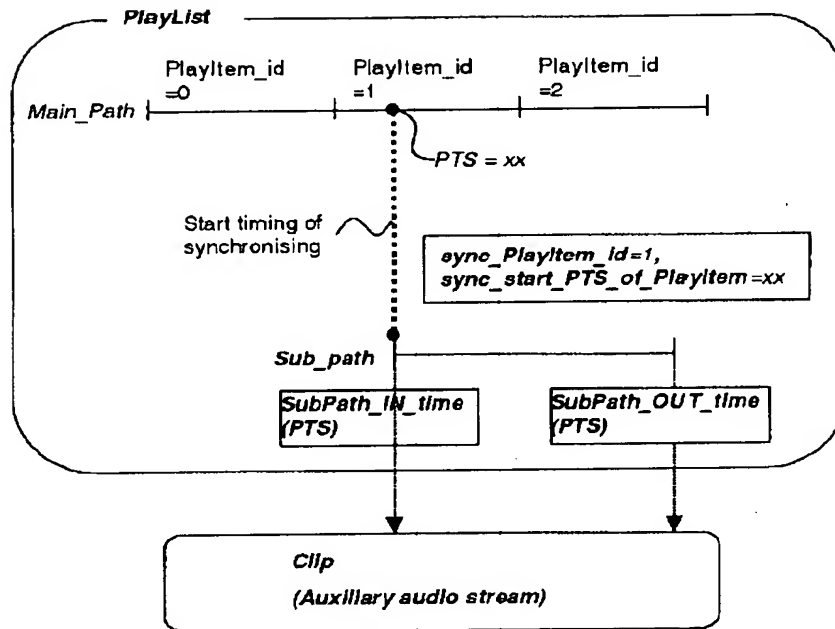 PlayList
PlayItem_id
=0
PlayItem_id
=1
PlayItem_id
=2
Main_Path
PTS = xx
Start timing of
synchronising
sync_PlayItem_id=1,
sync_start_PTS_of_PlayItem=xx
Sub_path
SubPath_IN_time
(PTS)
SubPath_OUT_time
(PTS)
Clip
(Auxillary audio stream)